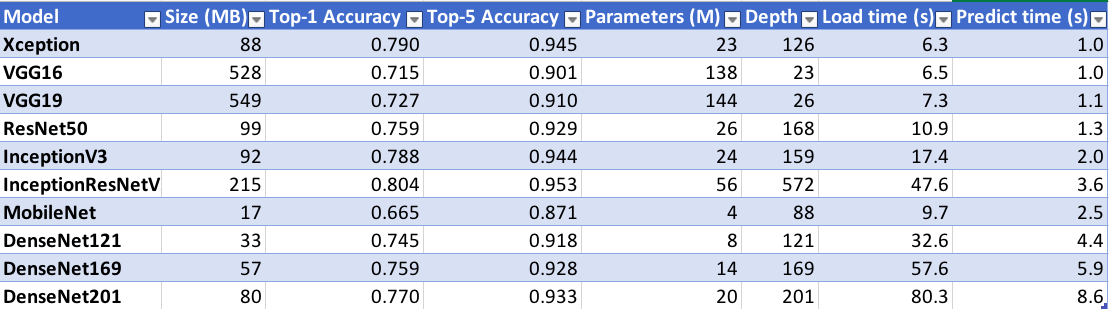 Model Size (MB) Top-1 Accuracy Top-5 Accuracy Parameters (M) Depth Load time (s) Predict time (s)
Xception 88 0.790 0.945 23 126 6.3 1.0
VGG16 528 0.715 0.901 138 23 6.5 1.0
VGG19 549 0.727 0.910 144 26 7.3 1.1
ResNet50 99 0.759 0.929 26 168 10.9 1.3
InceptionV3 92 0.788 0.944 24 159 17.4 2.0
InceptionResNetV 215 0.804 0.953 56 572 47.6 3.6
MobileNet 17 0.665 0.871 4 88 9.7 2.5
DenseNet121 33 0.745 0.918 8 121 32.6 4.4
DenseNet169 57 0.759 0.928 14 169 57.6 5.9
DenseNet201 80 0.770 0.933 20 201 80.3 8.6